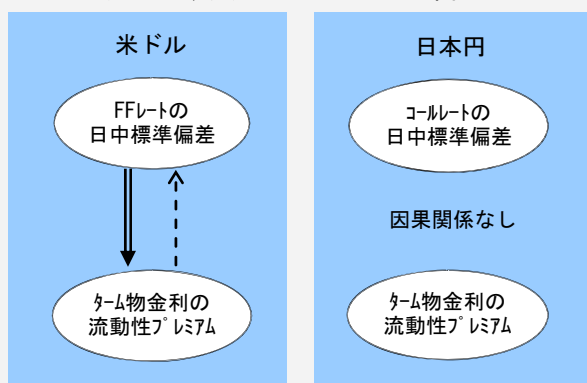 米ドル
FFﾚｰﾄの
日中標準偏差
ﾀｰﾑ物金利の
流動性ﾌﾟﾚﾐｱﾑ
日本円
ｺｰﾙﾚｰﾄの
日中標準偏差
因果関係なし
ﾀｰﾑ物金利の
流動性ﾌﾟﾚﾐｱﾑ